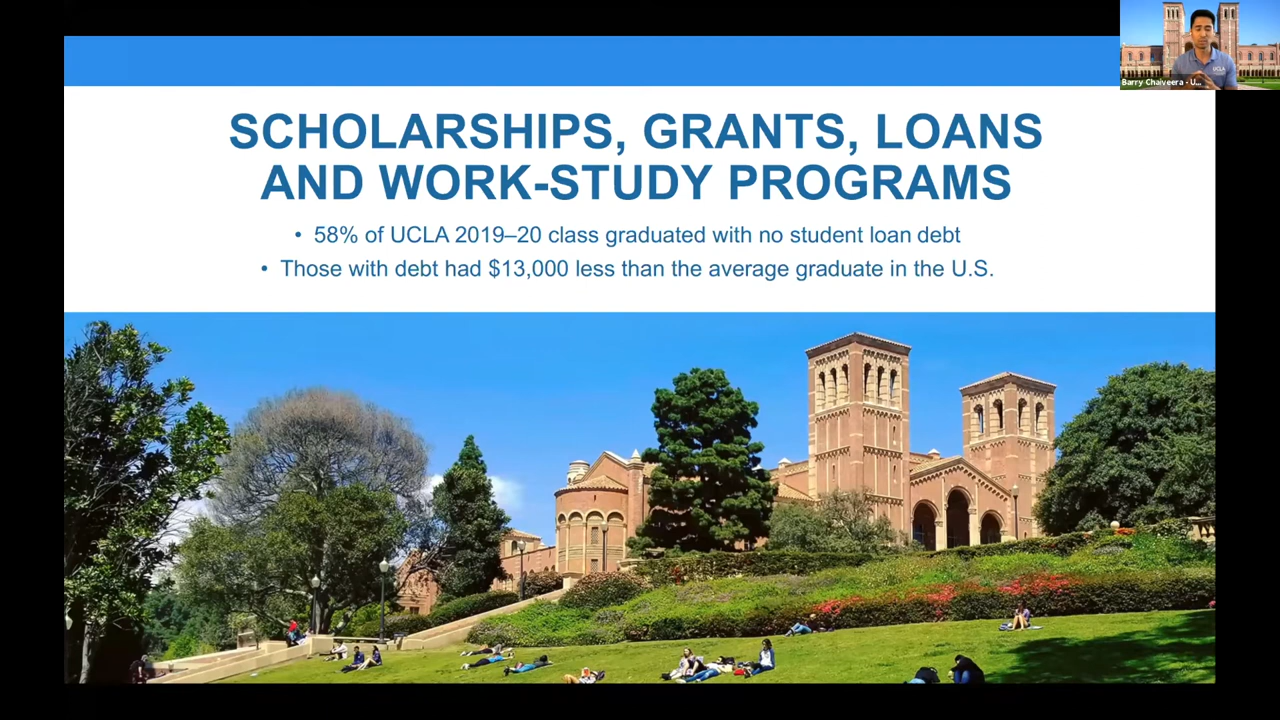 SCHOLARSHIPS, GRANTS, LOANS
AND WORK-STUDY PROGRAMS
• 58% of UCLA 2019–20 class graduated with no student loan debt
• Those with debt had $13,000 less than the average graduate in the U.S.
UCLA
Barry Chaiveera - U...